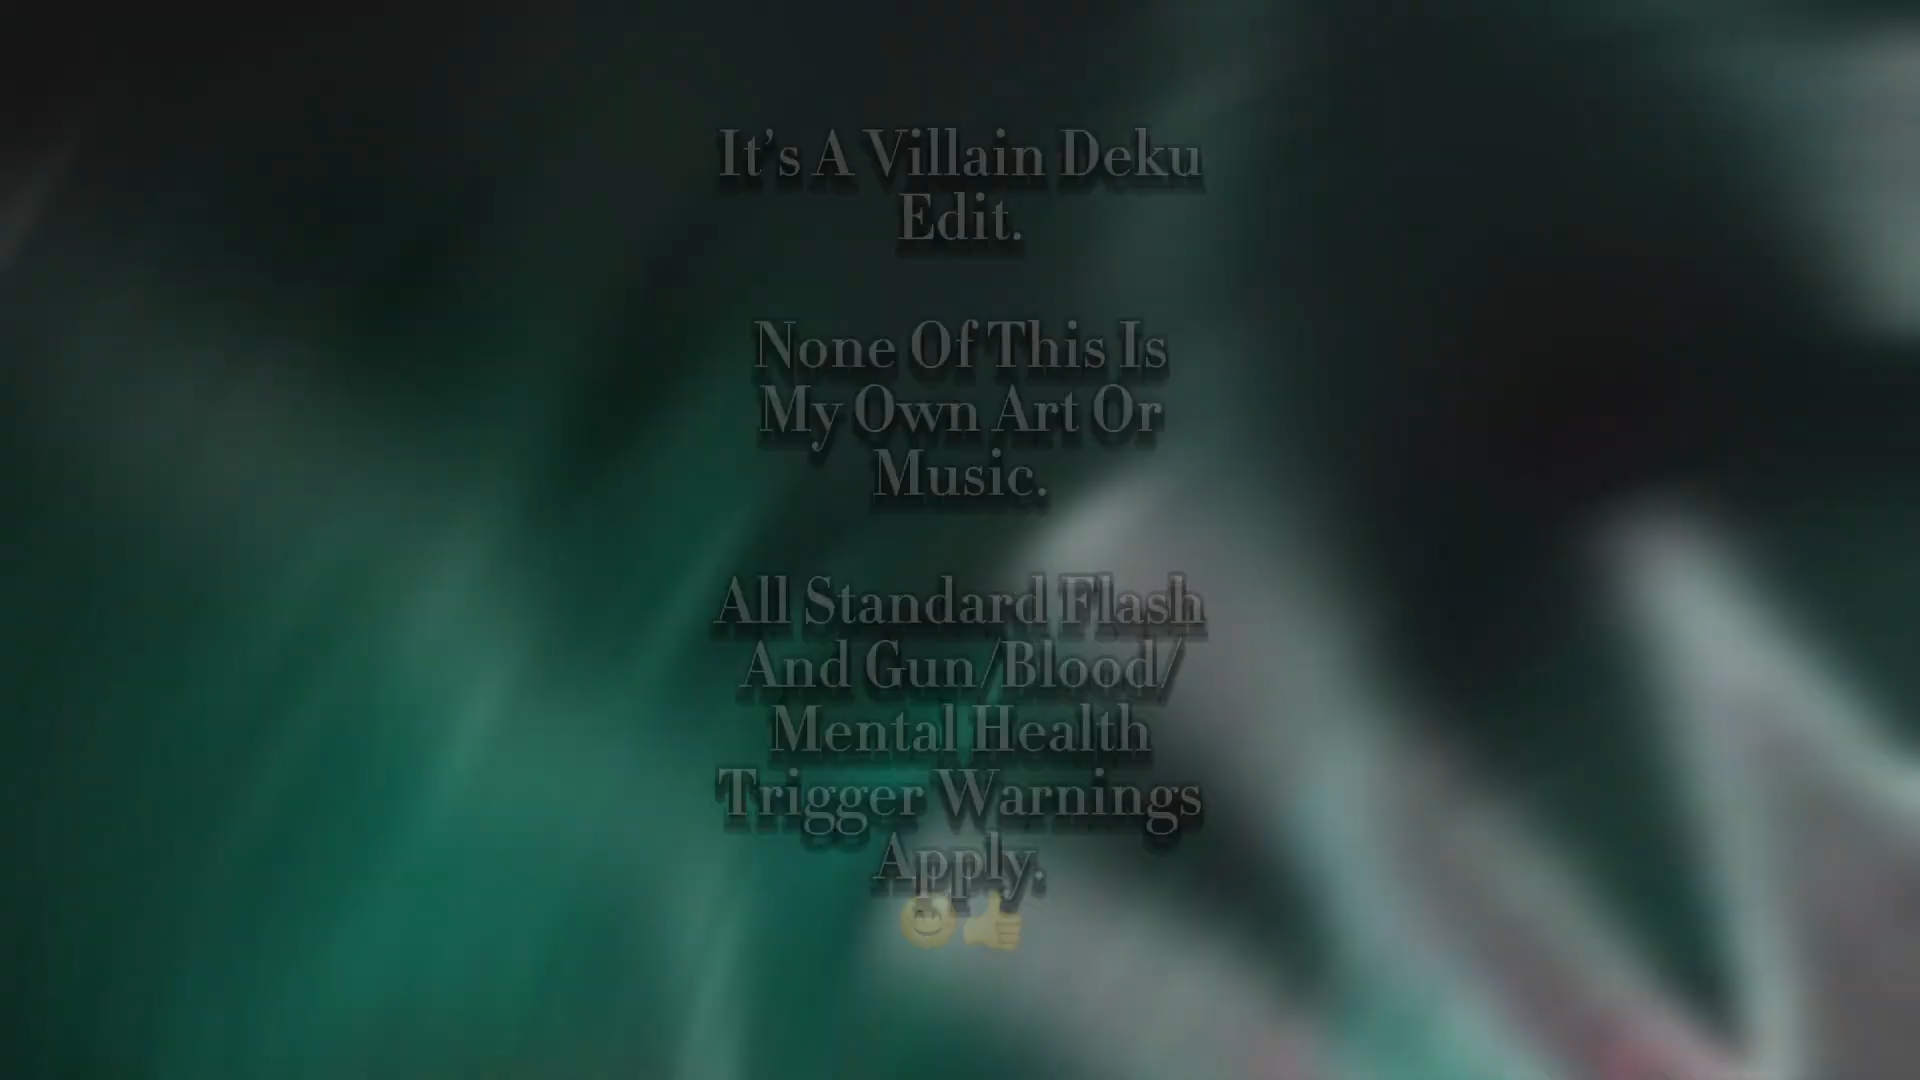 It's A Villain Deku
Edit.
None Of This Is
My Own Art Or
Music.
All Standard Flash
And Gun/Blood/
Mental Health
Trigger Warnings
Apply.
😊👍